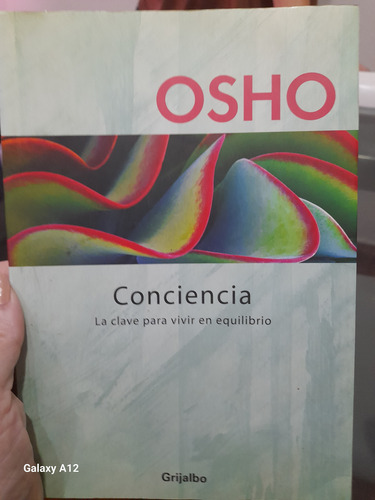 OSHO
Conciencia
La clave para vivir en equilibrio
Grijalbo
Galaxy A12